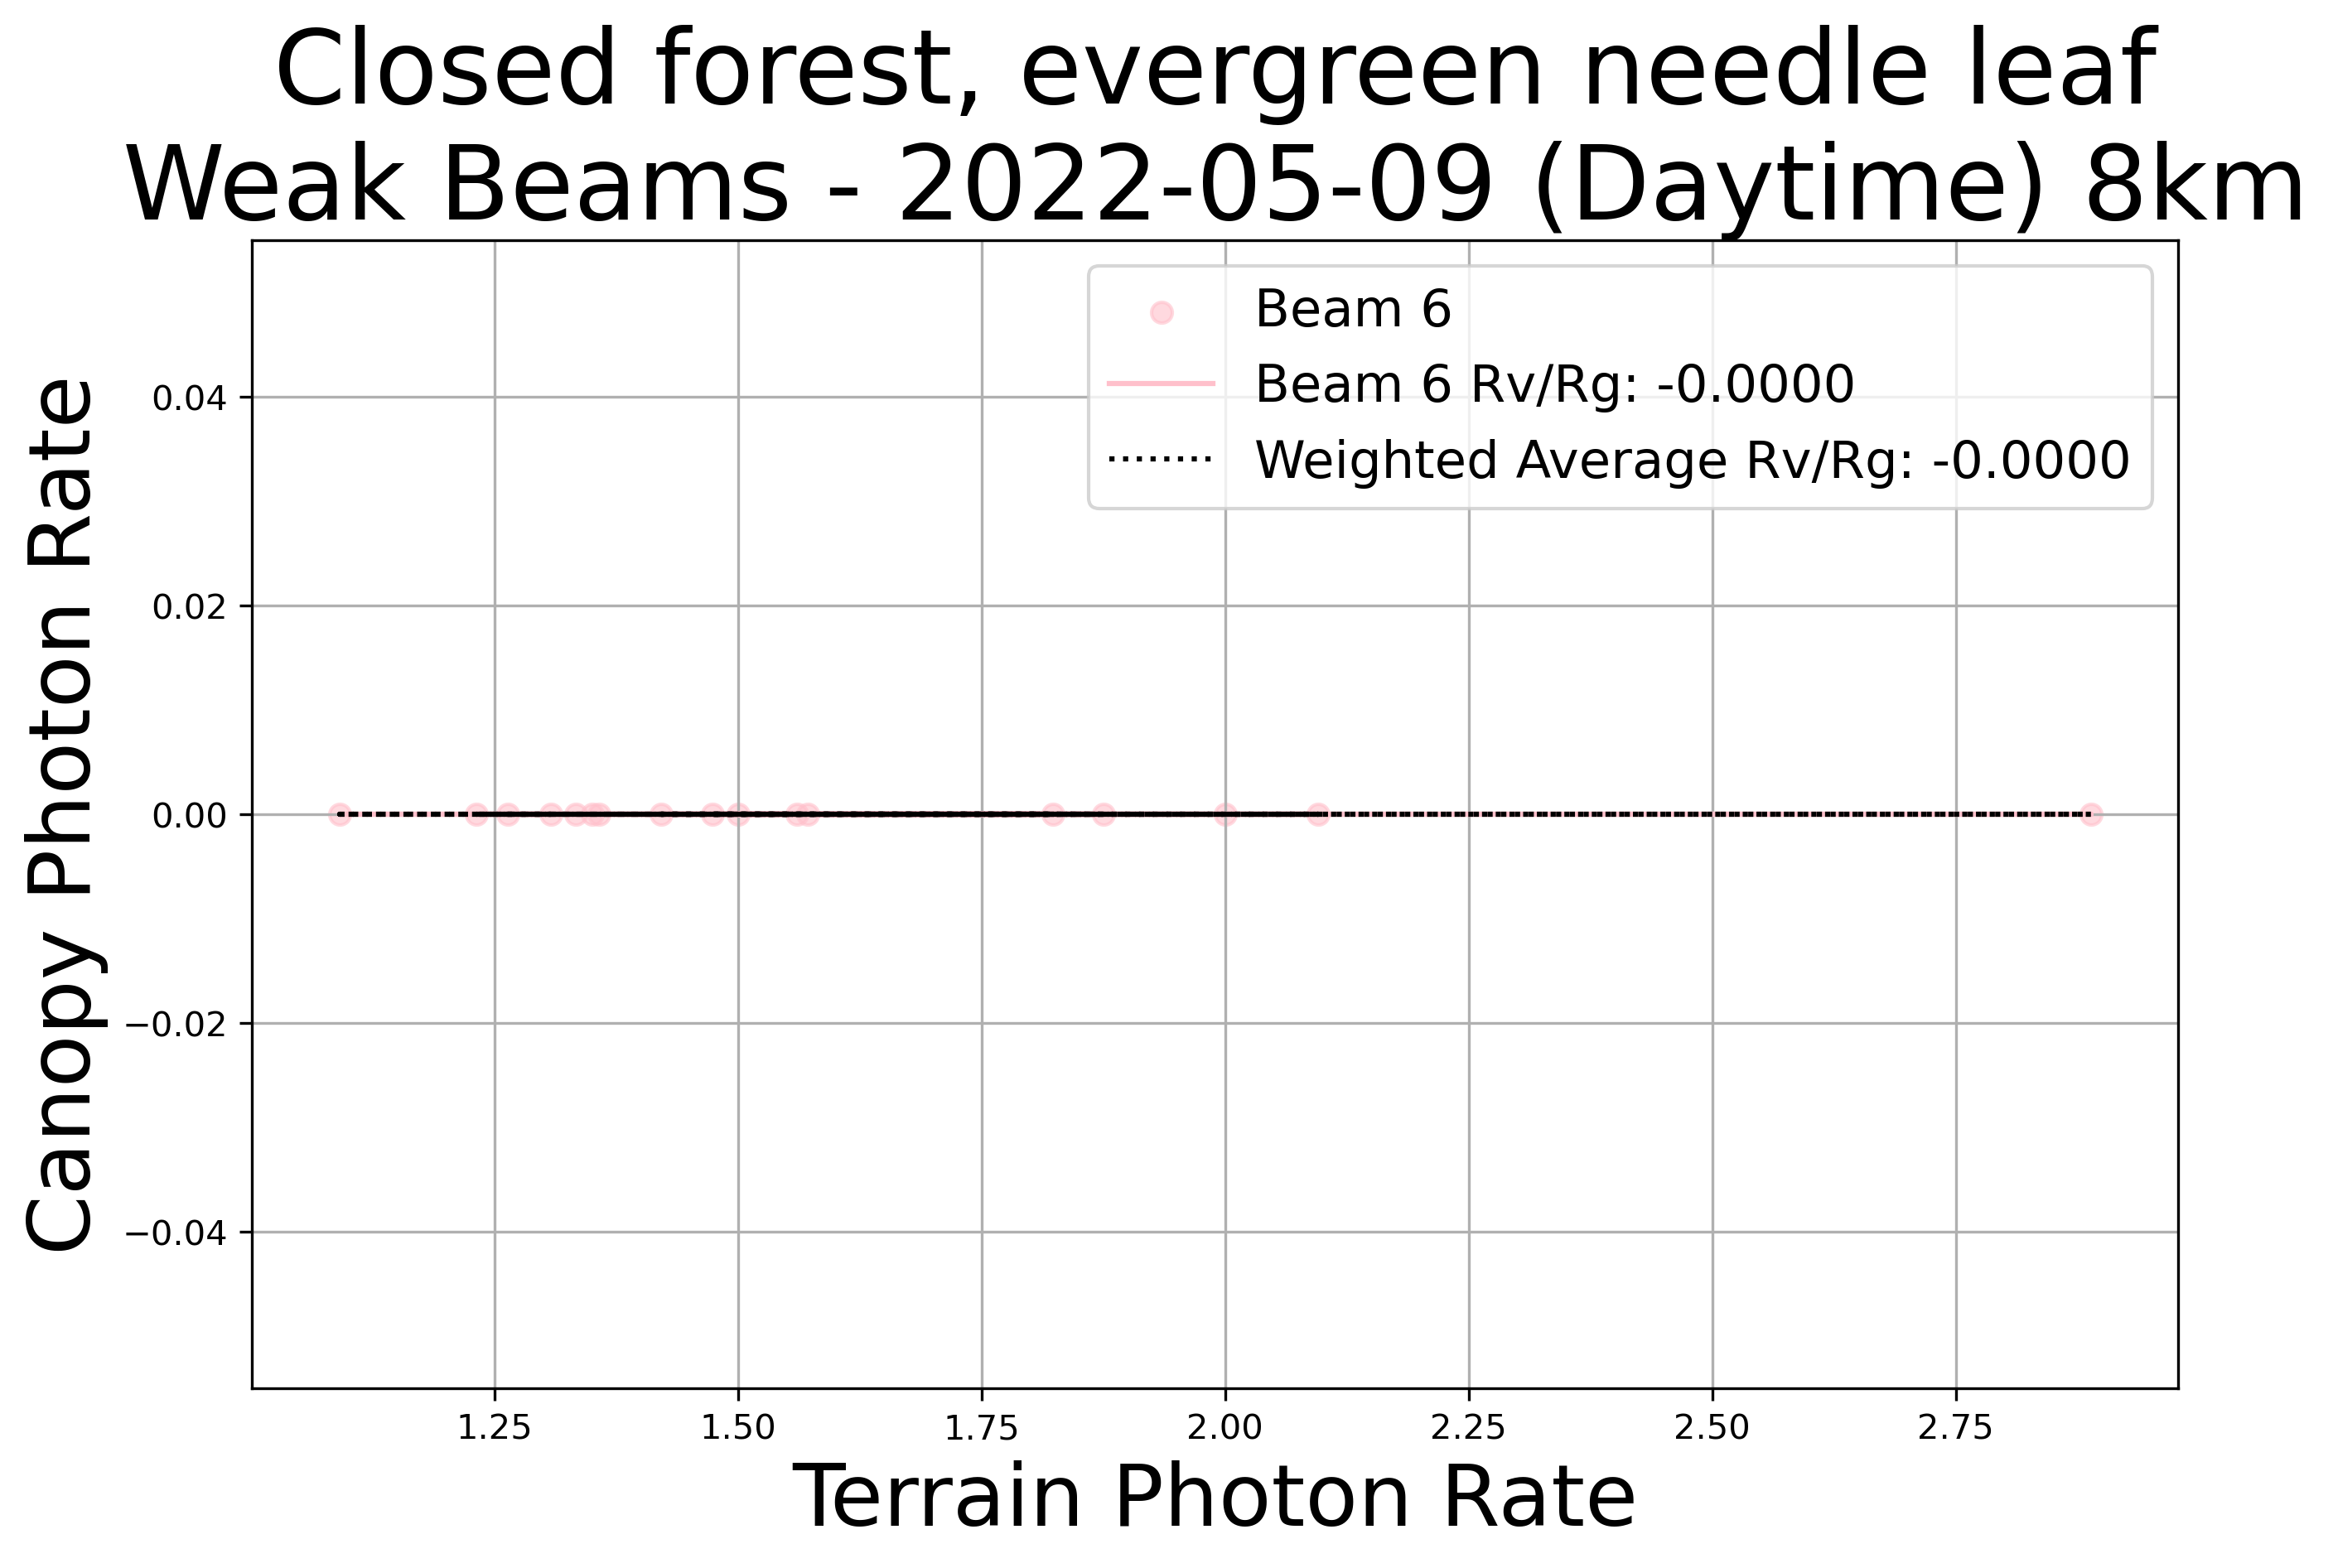 Closed forest, evergreen needle leaf
Weak Beams - 2022-05-09 (Daytime) 8km
Beam 6
Beam 6 Rv/Rg: -0.0000
Weighted Average Rv/Rg: -0.0000
Canopy Photon Rate
0.04
0.02
0.00
−0.02
−0.04
1.25
1.50
1.75
2.00
2.25
2.50
2.75
Terrain Photon Rate